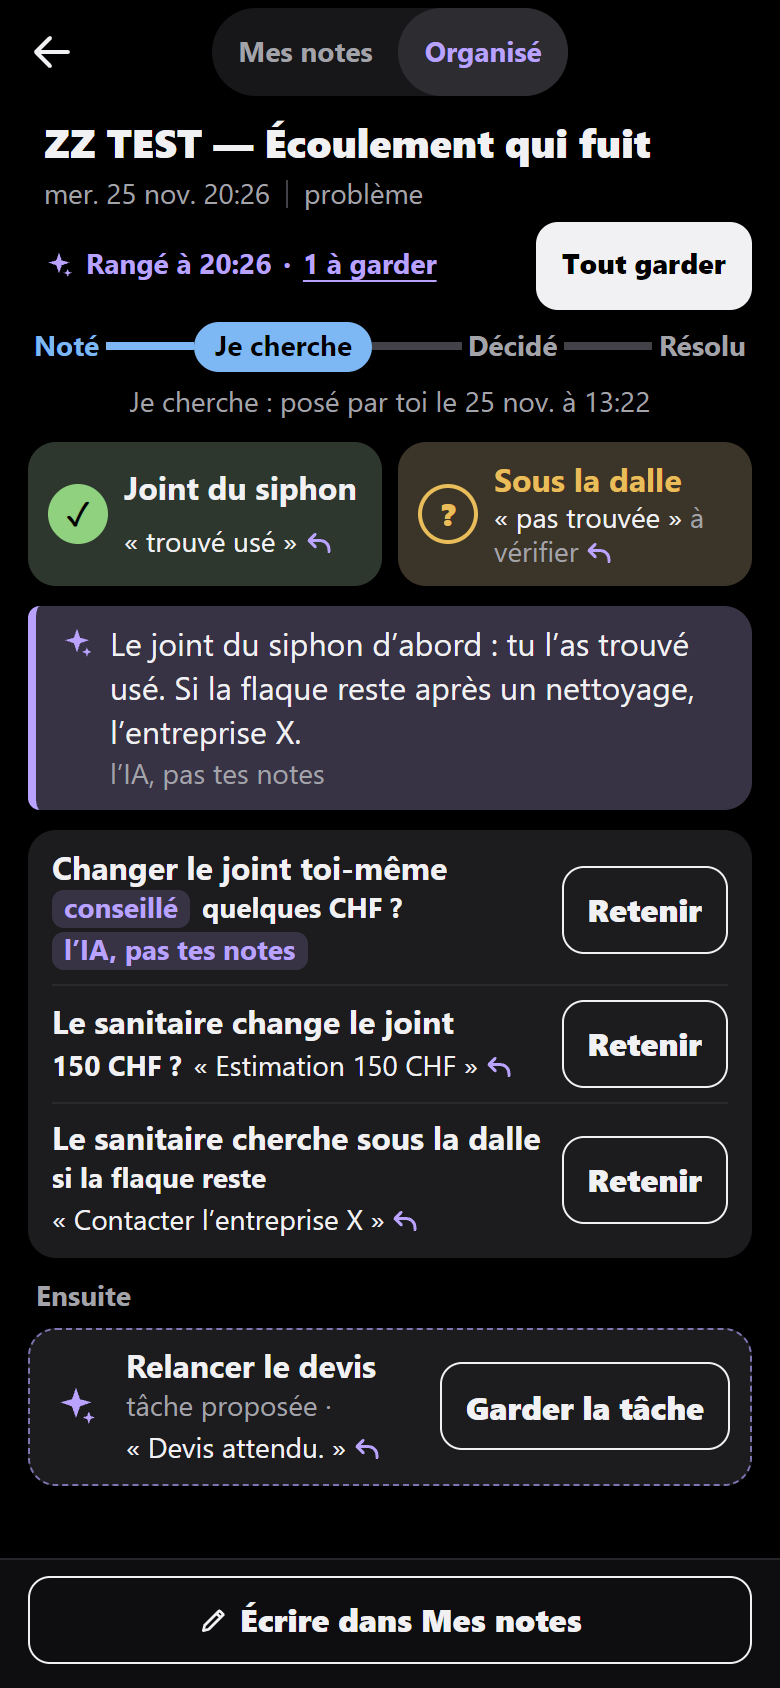 Mes notes Organisé
ZZ TEST — Écoulement qui fuit
mer. 25 nov. 20:26 | problème
Rangé à 20:26 · 1 à garder
Tout garder
Noté Je cherche Décidé Résolu
Je cherche : posé par toi le 25 nov. à 13:22
✓ Joint du siphon
« trouvé usé »
? Sous la dalle
« pas trouvée » à
vérifier
Le joint du siphon d’abord : tu l’as trouvé
usé. Si la flaque reste après un nettoyage,
l’entreprise X.
l’IA, pas tes notes
Changer le joint toi-même
conseillé quelques CHF ?
l’IA, pas tes notes
Retenir
Le sanitaire change le joint
150 CHF ? « Estimation 150 CHF »
Retenir
Le sanitaire cherche sous la dalle
si la flaque reste
« Contacter l’entreprise X »
Retenir
Ensuite
Relancer le devis
tâche proposée ·
« Devis attendu. »
Garder la tâche
Écrire dans Mes notes